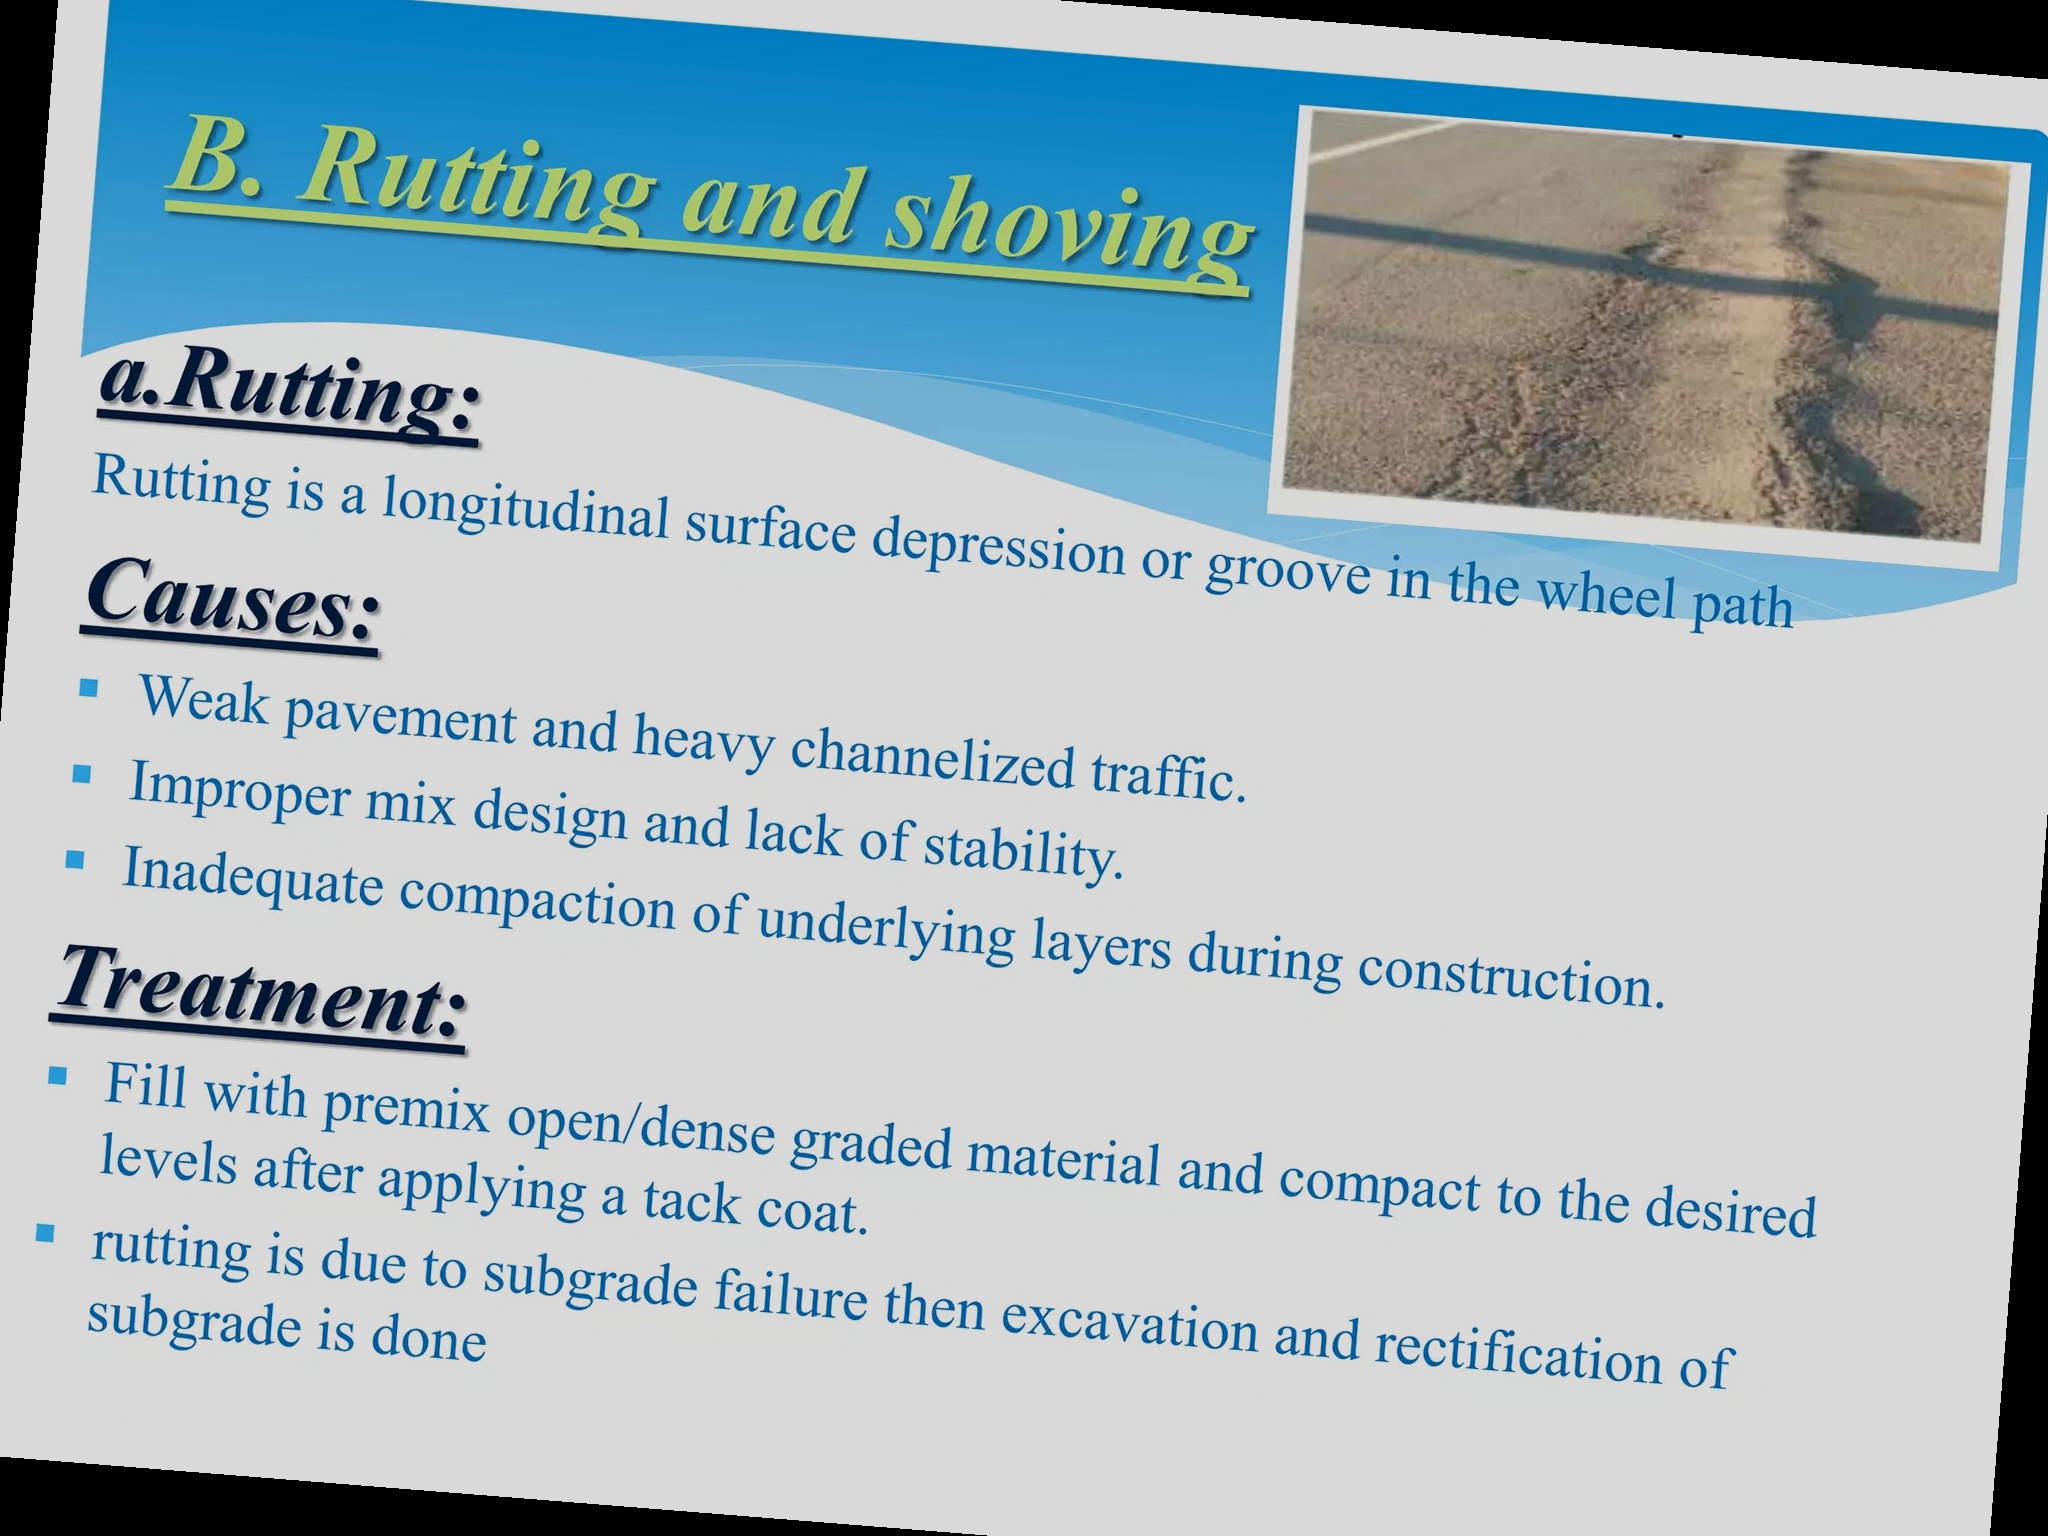 B. Rutting and shoving
a.Rutting:
Rutting is a longitudinal surface depression or groove in the wheel path
Causes:
▪ Weak pavement and heavy channelized traffic.
▪ Improper mix design and lack of stability.
▪ Inadequate compaction of underlying layers during construction.
Treatment:
▪ Fill with premix open/dense graded material and compact to the desired
levels after applying a tack coat.
▪ rutting is due to subgrade failure then excavation and rectification of
subgrade is done